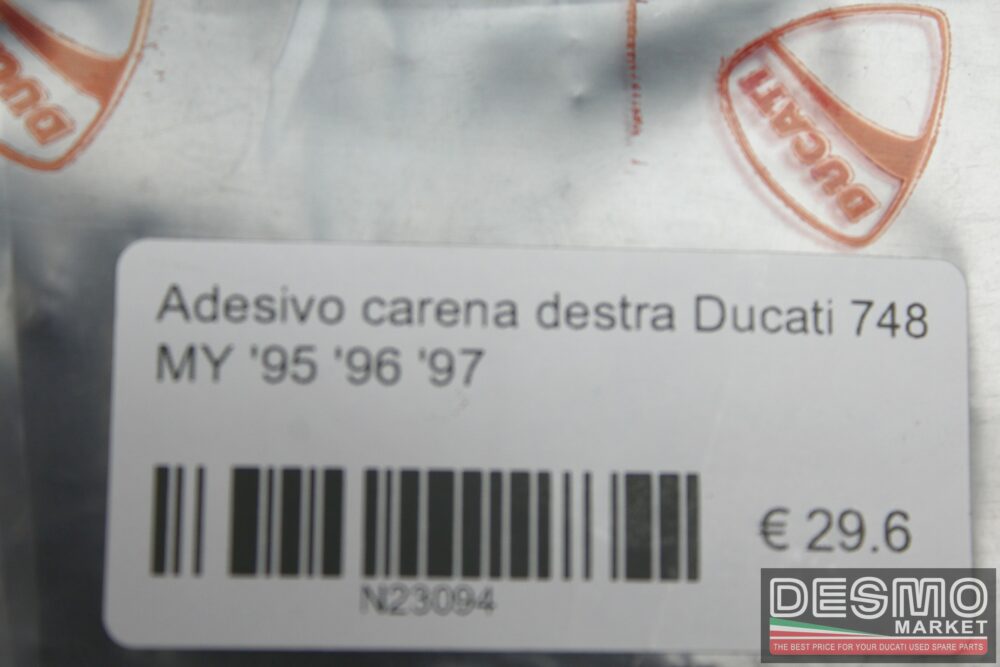 DUCATI
DUCATI
Adesivo carena destra Ducati 748
MY '95 '96 '97
€ 29.6
N23094
DESMO
MARKET
THE BEST PRICE FOR YOUR DUCATI USED SPARE PARTS